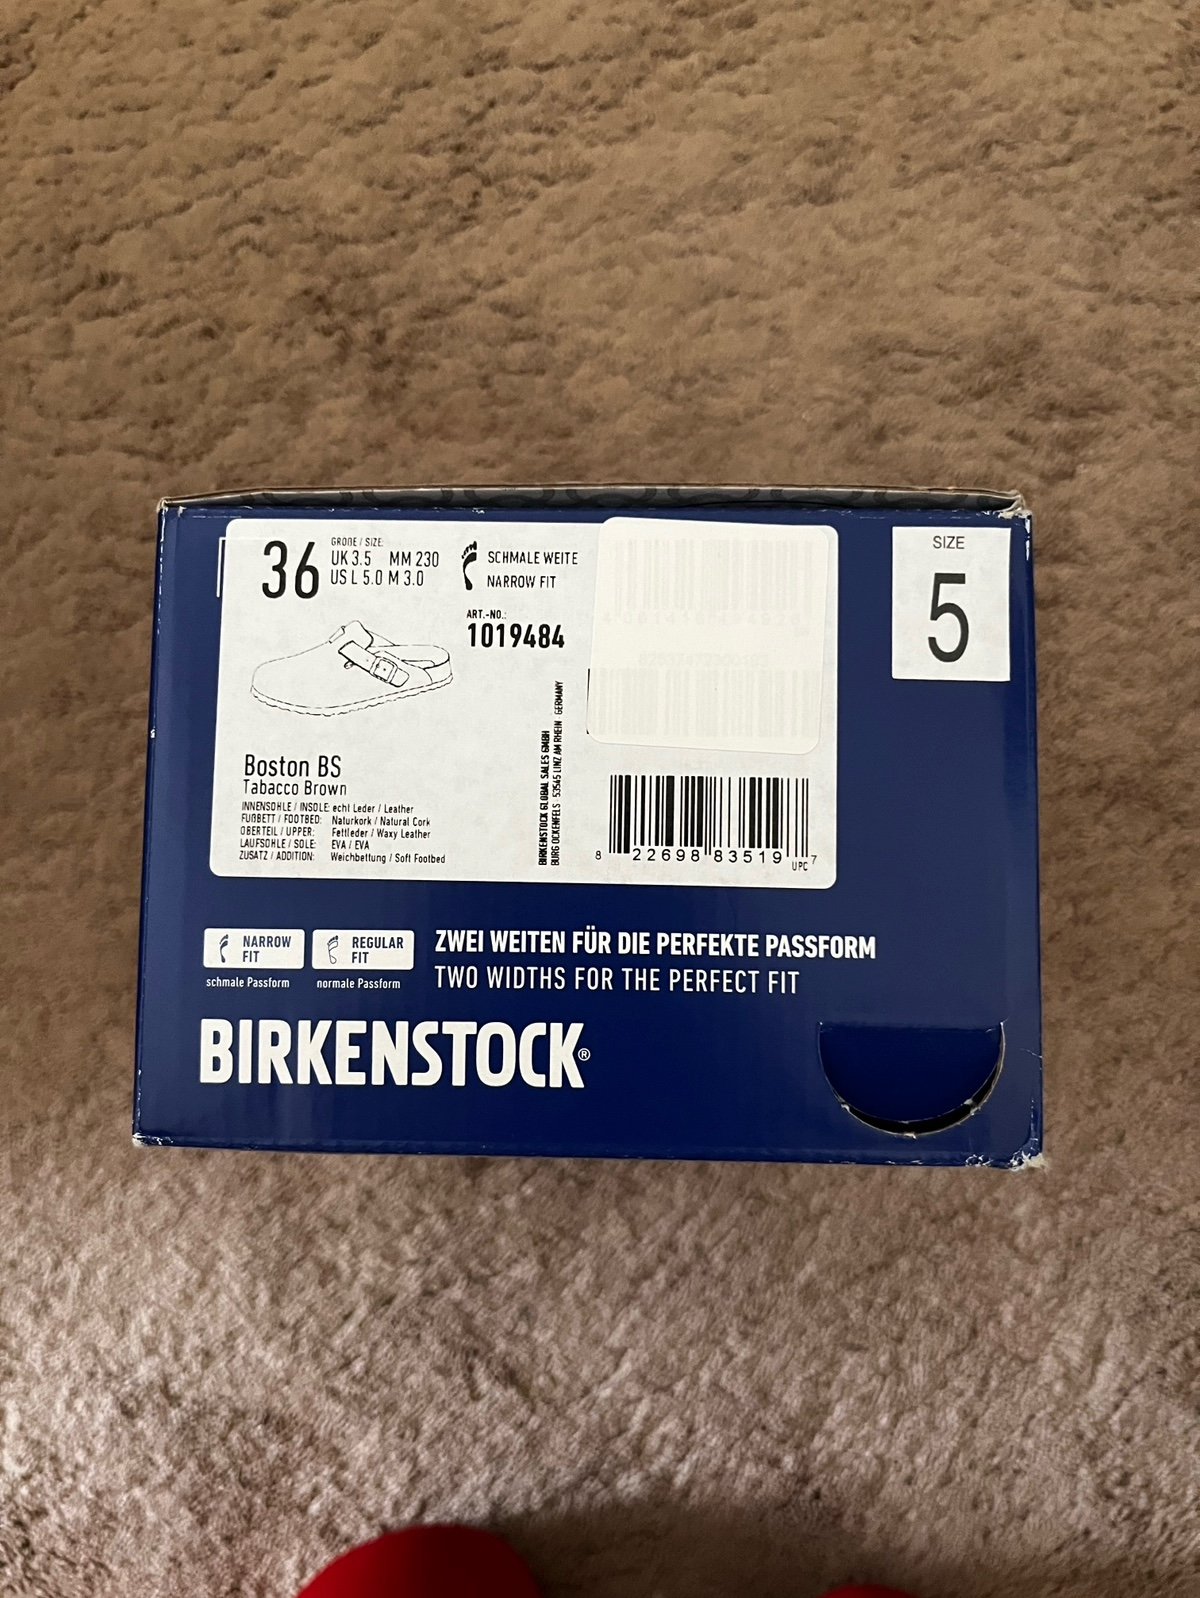 36
GRÖßE / SIZE:
UK 3.5 MM 230
US L 5.0 M 3.0
SCHMALE WEITE
NARROW FIT
ART.-NO.:
1019484
SIZE
5
Boston BS
Tabacco Brown
INNENSOHLE / INSOLE: echt Leder / Leather
FUßBETT / FOOTBED: Naturkork / Natural Cork
OBERTEIL / UPPER: Fettleder / Waxy Leather
LAUFSOHLE / SOLE: EVA / EVA
ZUSATZ / ADDITION: Weichbettung / Soft Footbed
BIRKENSTOCK GLOBAL SALES GMBH
BURG OCKENFELS 53545 LINZ AM RHEIN GERMANY
8 22698 83519 7
UPC
NARROW FIT
schmale Passform
REGULAR FIT
normale Passform
ZWEI WEITEN FÜR DIE PERFEKTE PASSFORM
TWO WIDTHS FOR THE PERFECT FIT
BIRKENSTOCK®